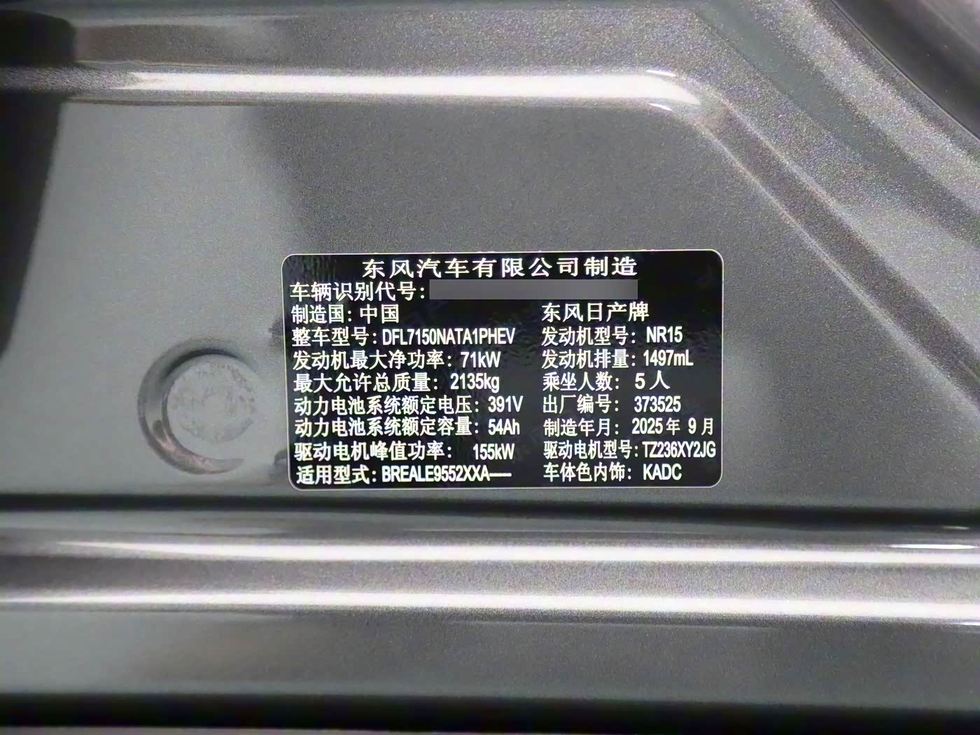 东风汽车有限公司制造
车辆识别代号:
制造国: 中国 东风日产牌
整车型号: DFL7150NATA1PHEV 发动机型号: NR15
发动机最大净功率: 71kW 发动机排量: 1497mL
最大允许总质量: 2135kg 乘坐人数: 5 人
动力电池系统额定电压: 391V 出厂编号: 373525
动力电池系统额定容量: 54Ah 制造年月: 2025 年 9 月
驱动电机峰值功率: 155kW 驱动电机型号: TZ236XY2JG
适用型式: BREALE9552XXA—— 车体色内饰: KADC